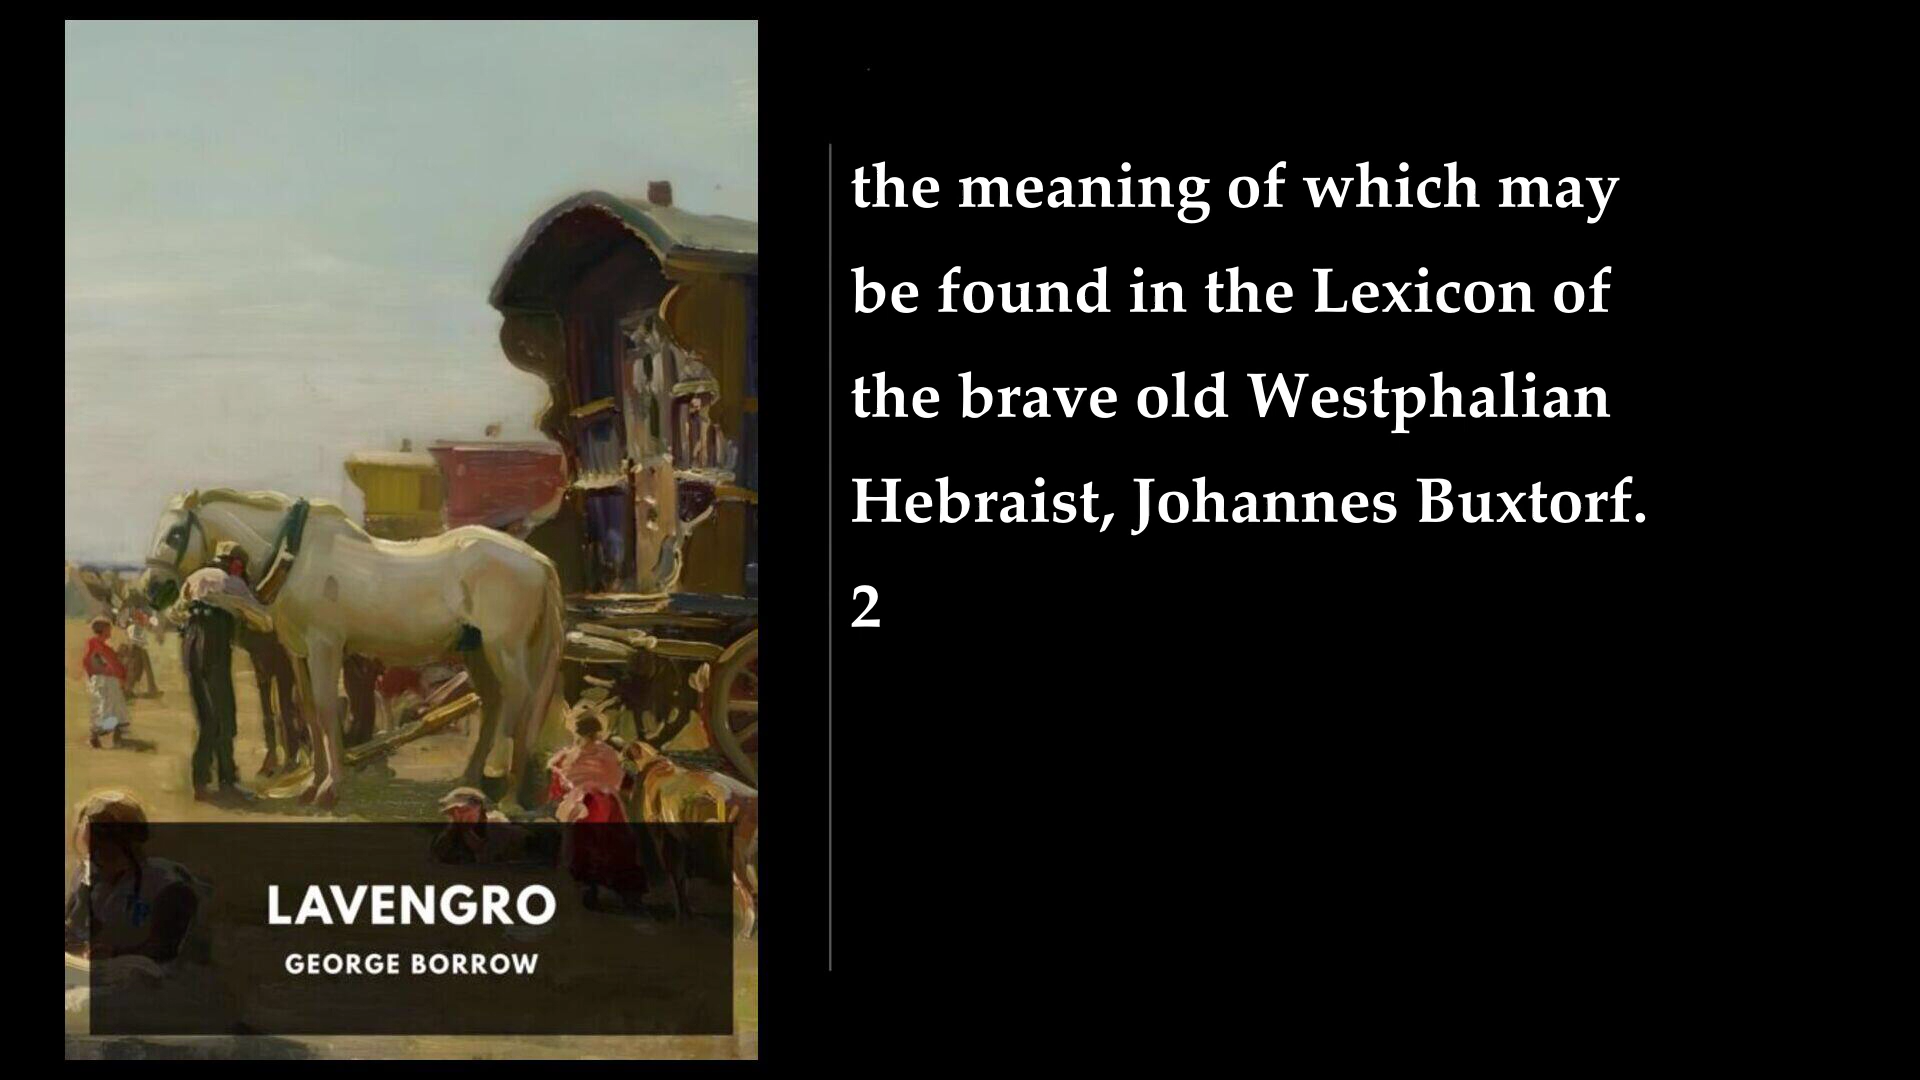 the meaning of which may
be found in the Lexicon of
the brave old Westphalian
Hebraist, Johannes Buxtorf.
2
LAVENGRO
GEORGE BORROW